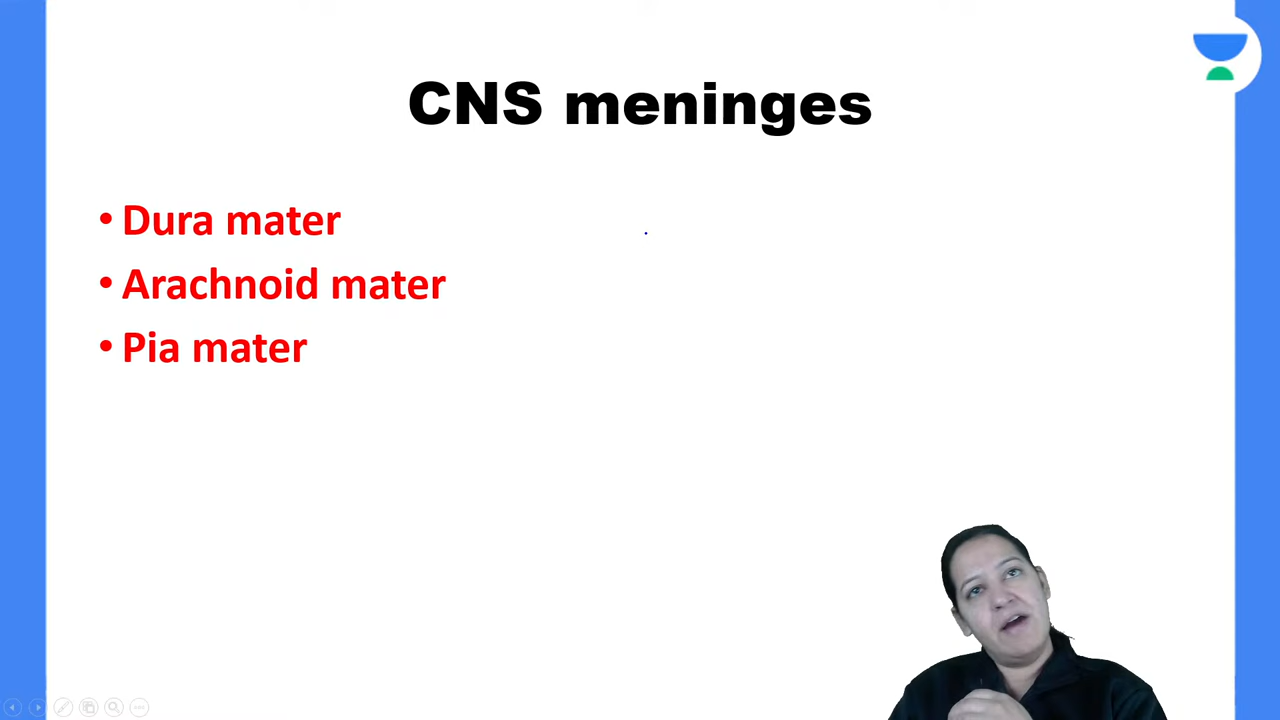 CNS meninges
• Dura mater
• Arachnoid mater
• Pia mater